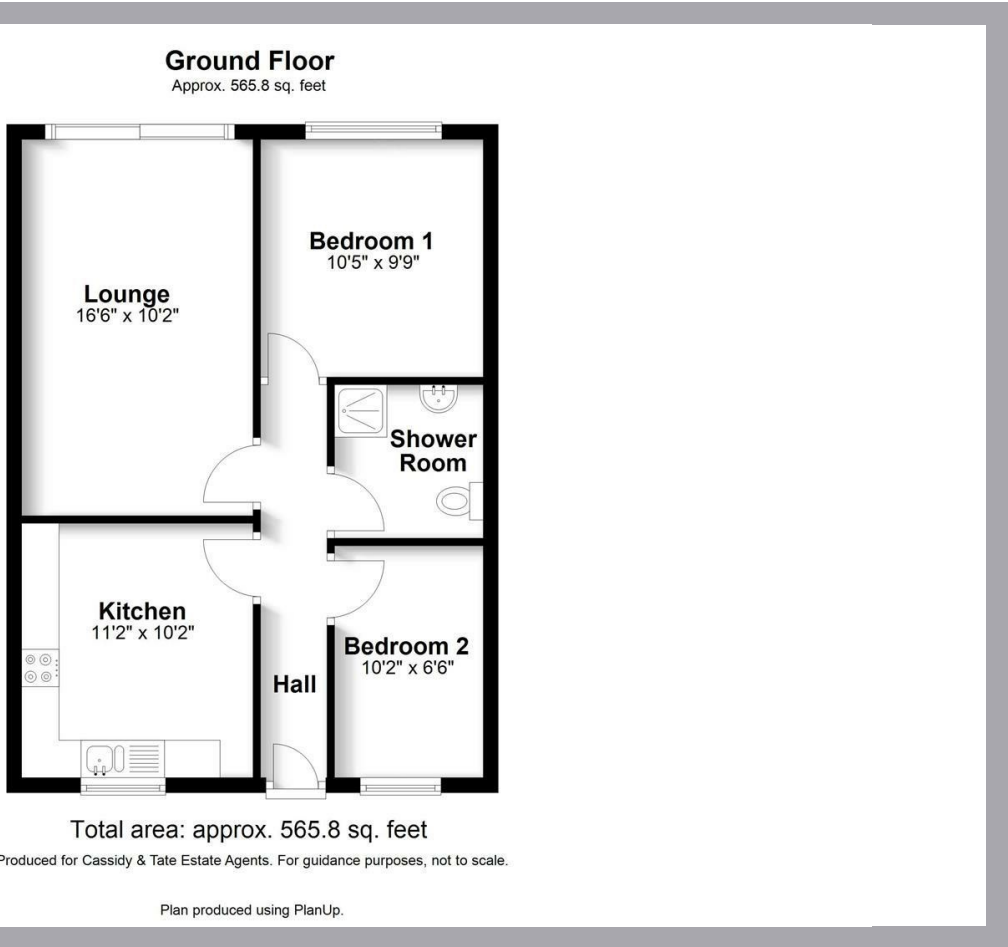 Ground Floor
Approx. 565.8 sq. feet
Bedroom 1
10'5" x 9'9"
Lounge
16'6" x 10'2"
Shower
Room
Kitchen
11'2" x 10'2"
Bedroom 2
10'2" x 6'6"
Hall
Total area: approx. 565.8 sq. feet
Produced for Cassidy & Tate Estate Agents. For guidance purposes, not to scale.
Plan produced using PlanUp.